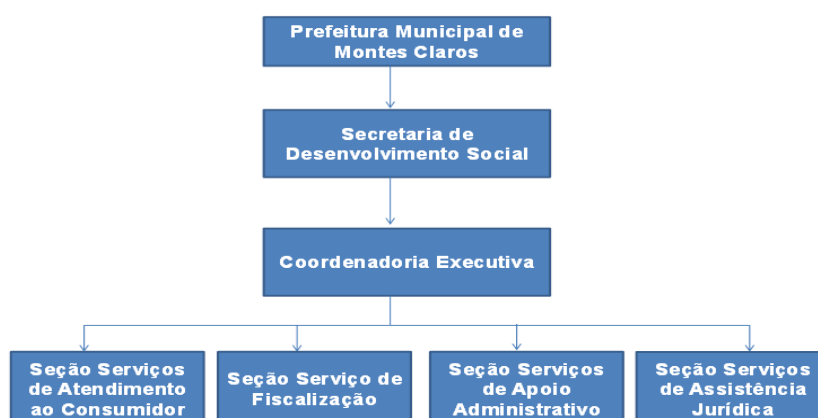 Prefeitura Municipal de
Montes Claros
Secretaria de
Desenvolvimento Social
Coordenadoria Executiva
Seção Serviços
de Atendimento
ao Consumidor
Seção Serviço de
Fiscalização
Seção Serviços
de Apoio
Administrativo
Seção Serviços
de Assistência
Jurídica